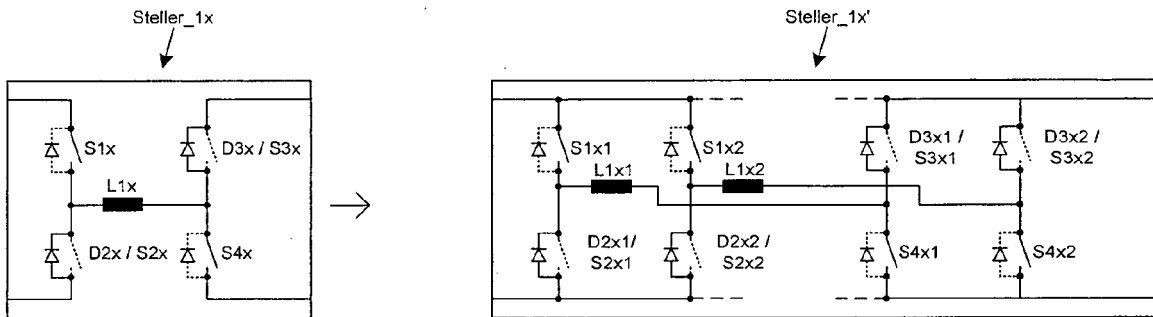 Steller_1x
Steller_1x'
S1x
D3x / S3x
L1x
D2x / S2x
S4x
S1x1
S1x2
D3x1 /
S3x1
D3x2 /
S3x2
L1x1
L1x2
D2x1/
S2x1
D2x2 /
S2x2
S4x1
S4x2